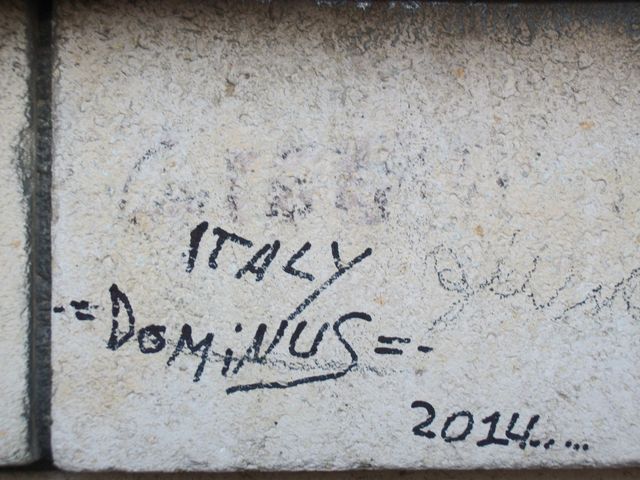 ITALY
-=DOMiNUS=-
2014.....